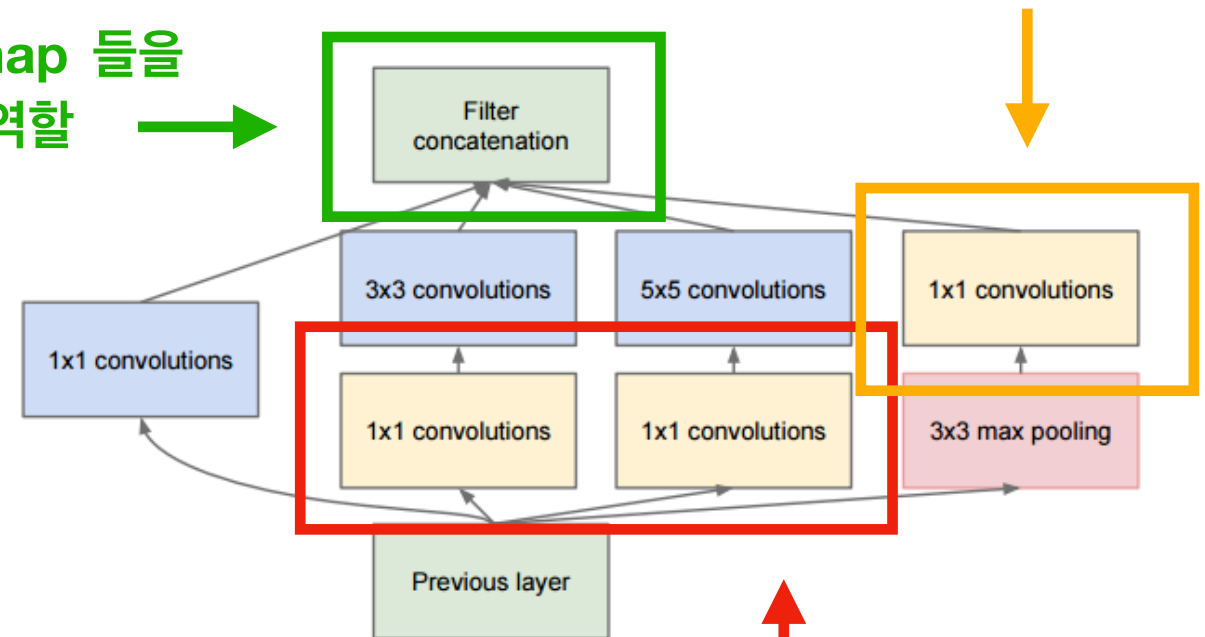 map 들을
역할
Filter
concatenation
3x3 convolutions
5x5 convolutions
1x1 convolutions
1x1 convolutions
1x1 convolutions
1x1 convolutions
3x3 max pooling
Previous layer